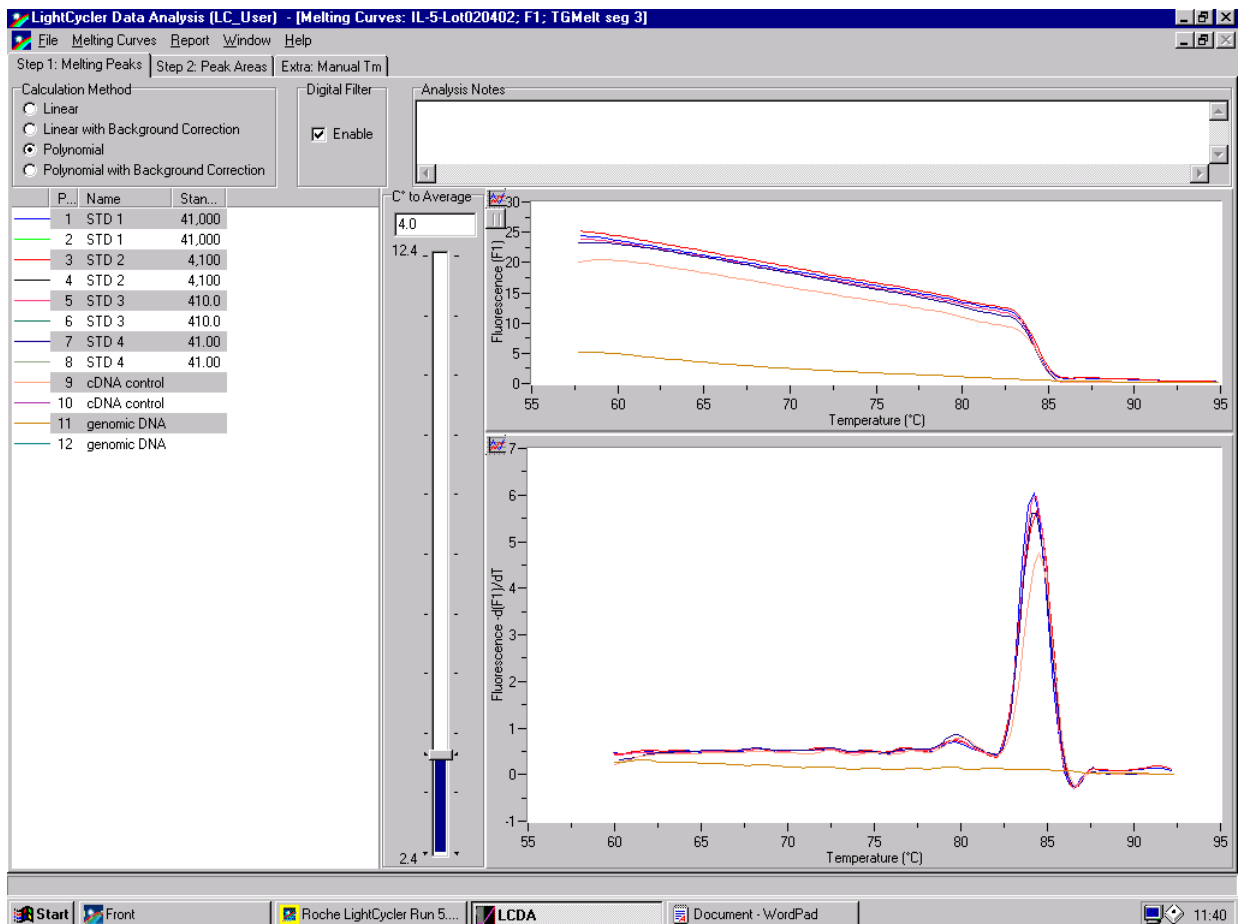 LightCycler Data Analysis (LC_User) - [Melting Curves: IL-5-Lot020402; F1; TGMelt seg 3]
File Melting Curves Report Window Help
Step 1: Melting Peaks Step 2: Peak Areas Extra: Manual Tm
Calculation Method
Linear
Linear with Background Correction
Polynomial
Polynomial with Background Correction
Digital Filter
Enable
Analysis Notes
P... Name Stan...
1 STD 1 41,000
2 STD 1 41,000
3 STD 2 4,100
4 STD 2 4,100
5 STD 3 410.0
6 STD 3 410.0
7 STD 4 41.00
8 STD 4 41.00
9 cDNA control
10 cDNA control
11 genomic DNA
12 genomic DNA
C° to Average
4.0
12.4
2.4
Fluorescence (F1)
30
25
20
15
10
5
0
55 60 65 70 75 80 85 90 95
Temperature (°C)
Fluorescence -d(F1)/dT
7
6
5
4
3
2
1
0
-1
55 60 65 70 75 80 85 90 95
Temperature (°C)
Start Front Roche LightCycler Run 5.... LCDA Document - WordPad 11:40